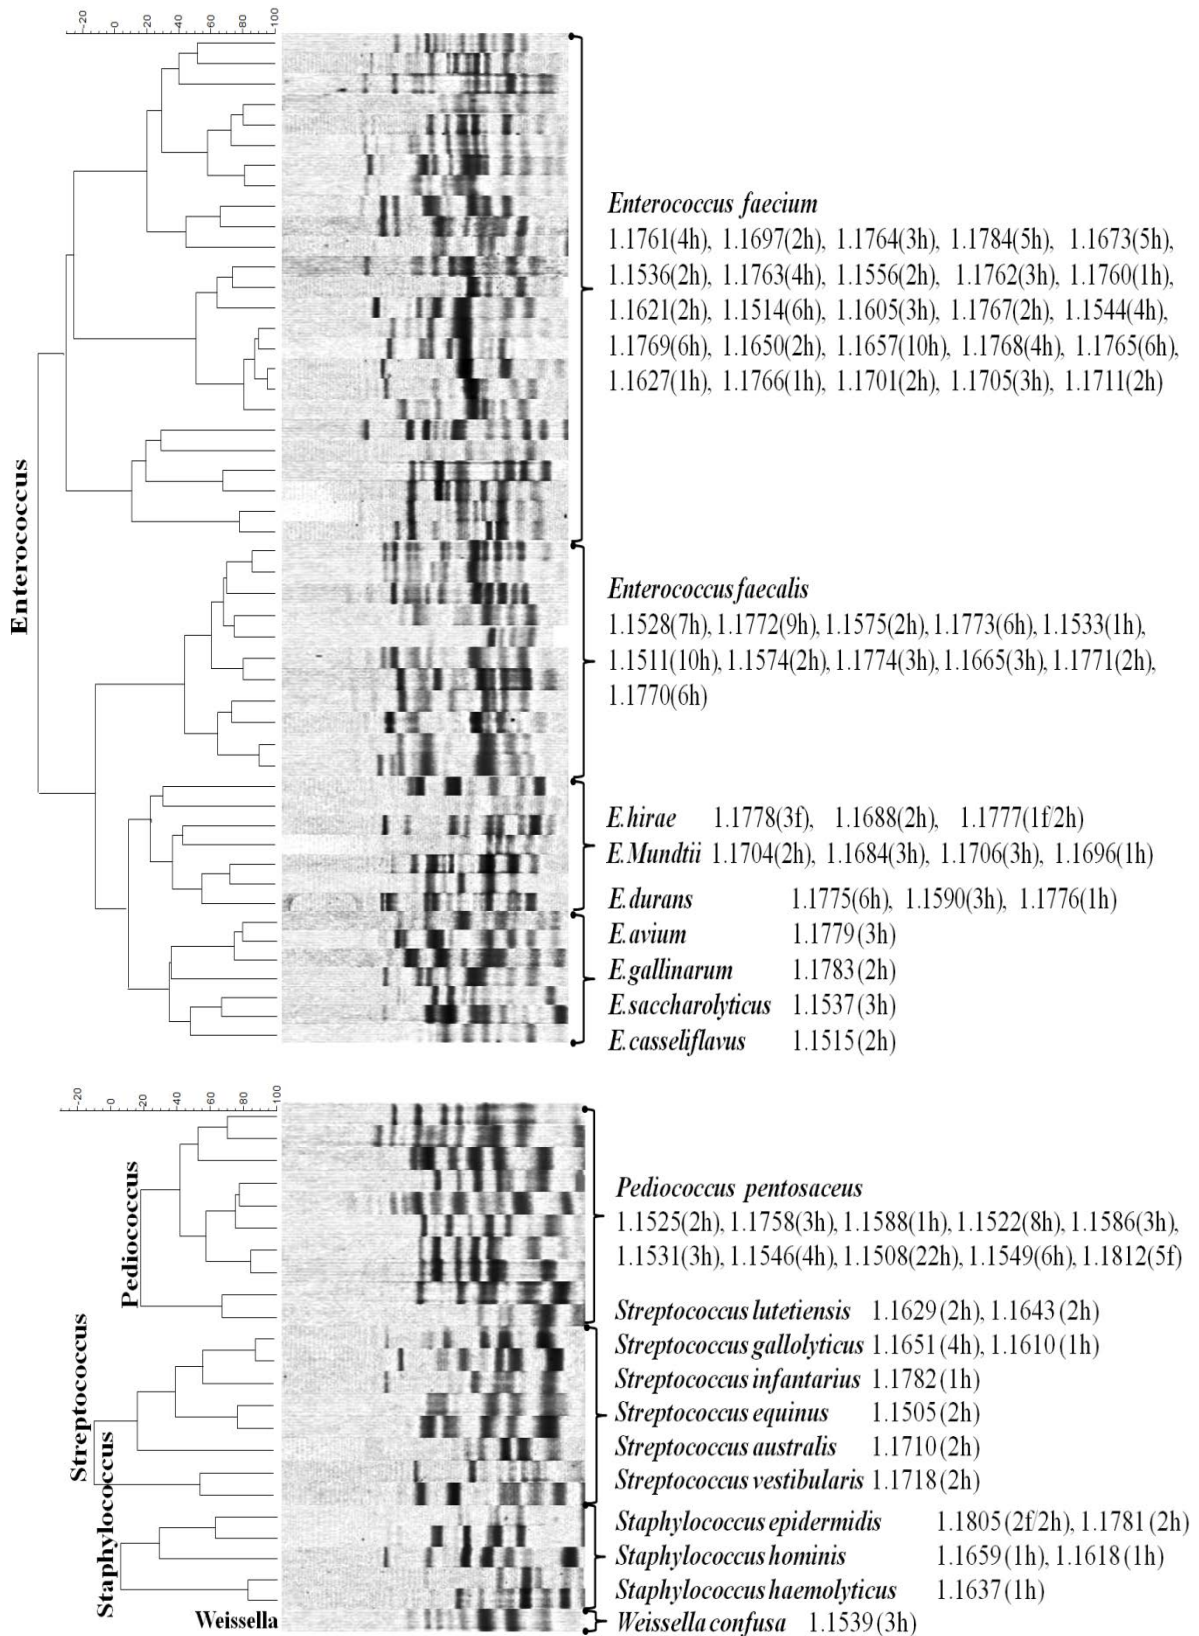 -20 0 20 40 60 80 100
Enterococcus
Enterococcus faecium
1.1761(4h), 1.1697(2h), 1.1764(3h), 1.1784(5h), 1.1673(5h),
1.1536(2h), 1.1763(4h), 1.1556(2h), 1.1762(3h), 1.1760(1h),
1.1621(2h), 1.1514(6h), 1.1605(3h), 1.1767(2h), 1.1544(4h),
1.1769(6h), 1.1650(2h), 1.1657(10h), 1.1768(4h), 1.1765(6h),
1.1627(1h), 1.1766(1h), 1.1701(2h), 1.1705(3h), 1.1711(2h)
Enterococcus faecalis
1.1528(7h), 1.1772(9h), 1.1575(2h), 1.1773(6h), 1.1533(1h),
1.1511(10h), 1.1574(2h), 1.1774(3h), 1.1665(3h), 1.1771(2h),
1.1770(6h)
E.hirae 1.1778(3f), 1.1688(2h), 1.1777(1f/2h)
E.Mundtii 1.1704(2h), 1.1684(3h), 1.1706(3h), 1.1696(1h)
E.durans 1.1775(6h), 1.1590(3h), 1.1776(1h)
E.avium 1.1779(3h)
E.gallinarum 1.1783(2h)
E.saccharolyticus 1.1537(3h)
E.casseliflavus 1.1515(2h)
-20 0 20 40 60 80 100
Pediococcus
Streptococcus
Staphylococcus
Weissella
Pediococcus pentosaceus
1.1525(2h), 1.1758(3h), 1.1588(1h), 1.1522(8h), 1.1586(3h),
1.1531(3h), 1.1546(4h), 1.1508(22h), 1.1549(6h), 1.1812(5f)
Streptococcus lutetiensis 1.1629(2h), 1.1643(2h)
Streptococcus gallolyticus 1.1651(4h), 1.1610(1h)
Streptococcus infantarius 1.1782(1h)
Streptococcus equinus 1.1505(2h)
Streptococcus australis 1.1710(2h)
Streptococcus vestibularis 1.1718(2h)
Staphylococcus epidermidis 1.1805(2f/2h), 1.1781(2h)
Staphylococcus hominis 1.1659(1h), 1.1618(1h)
Staphylococcus haemolyticus 1.1637(1h)
Weissella confusa 1.1539(3h)